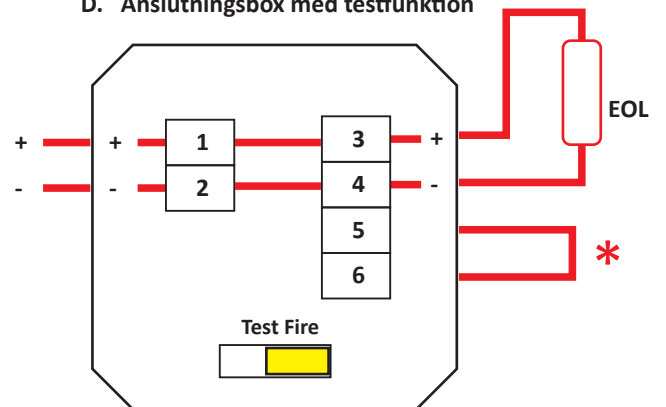 D. Anslutningsbox med testfunktion
EOL
+ + 1 3 +
- - 2 4 -
5
*
6
Test Fire